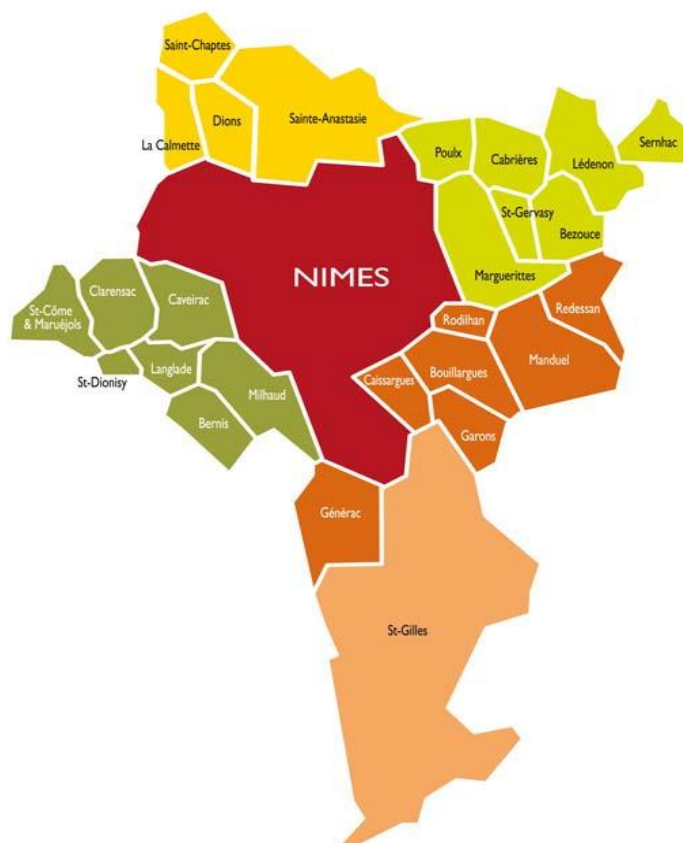 Saint-Chaptes
Dions
Sainte-Anastasie
La Calmette
Poulx
Cabrières
Lédenon
Sernhac
St-Gervasy
Bezouce
Marguerittes
NIMES
Clarensac
Caveirac
St-Côme
& Maruéjols
St-Dionisy
Langlade
Milhaud
Bernis
Redessan
Rodilhan
Manduel
Bouillargues
Caissargues
Garons
Générac
St-Gilles